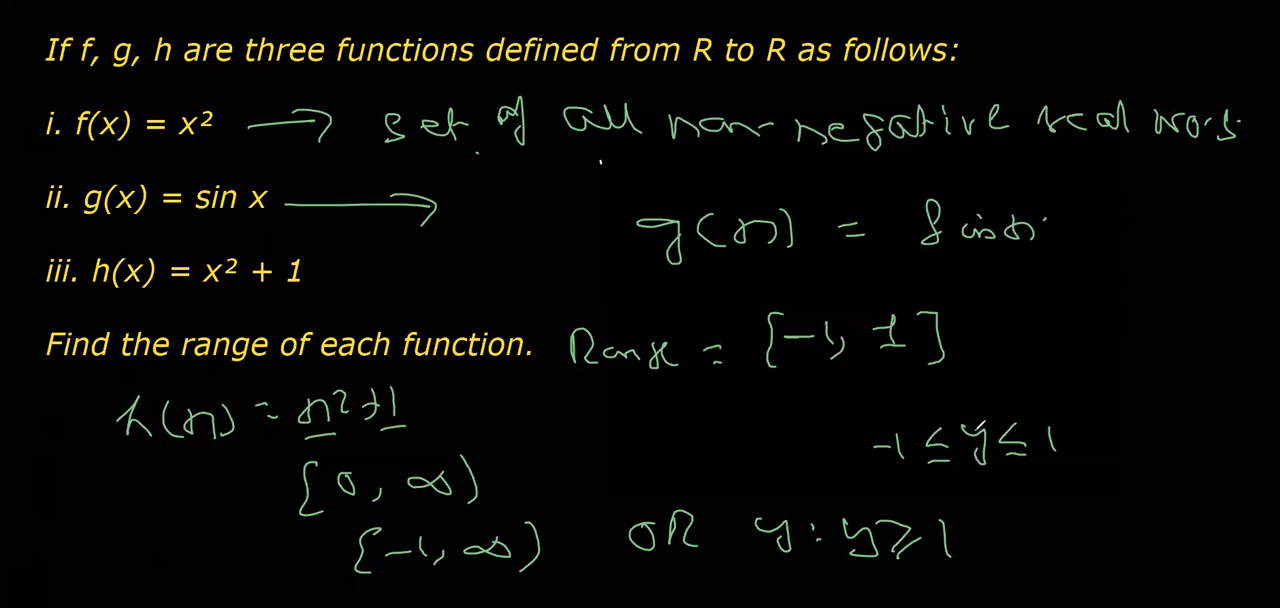 If f, g, h are three functions defined from R to R as follows:
i. f(x) = x² → set of all non negative real nos.
ii. g(x) = sin x →
g(x) = sin x.
iii. h(x) = x² + 1
Find the range of each function. Range = [-1, 1]
h(x) = x² + 1
-1 ≤ y ≤ 1
[0, ∞)
[-1, ∞) OR y : y ≥ 1